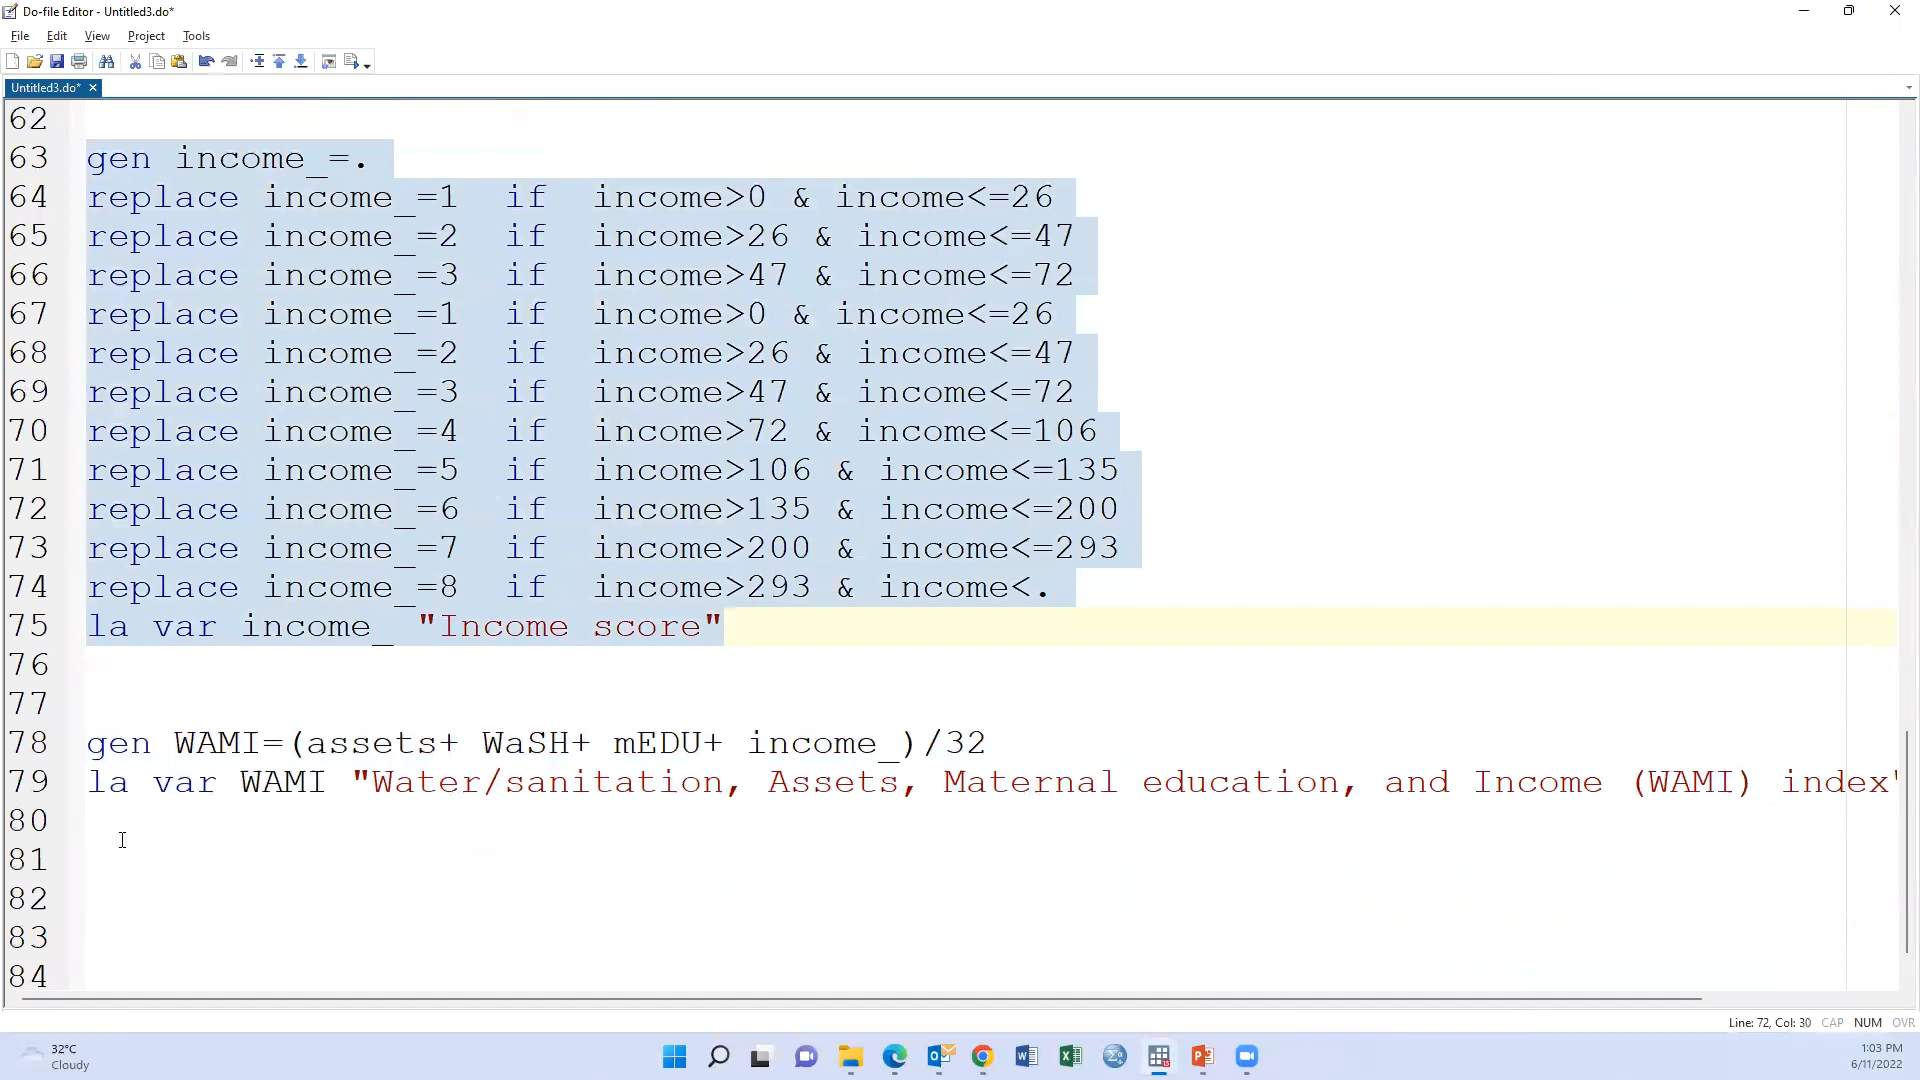 Do-file Editor - Untitled3.do*
File Edit View Project Tools
Untitled3.do*
62
63 gen income_=.
64 replace income_=1 if income>0 & income<=26
65 replace income_=2 if income>26 & income<=47
66 replace income_=3 if income>47 & income<=72
67 replace income_=1 if income>0 & income<=26
68 replace income_=2 if income>26 & income<=47
69 replace income_=3 if income>47 & income<=72
70 replace income_=4 if income>72 & income<=106
71 replace income_=5 if income>106 & income<=135
72 replace income_=6 if income>135 & income<=200
73 replace income_=7 if income>200 & income<=293
74 replace income_=8 if income>293 & income<.
75 la var income_ "Income score"
76
77
78 gen WAMI=(assets+ WaSH+ mEDU+ income_)/32
79 la var WAMI "Water/sanitation, Assets, Maternal education, and Income (WAMI) index"
80
81
82
83
84
Line: 72, Col: 30 CAP NUM OVR
32°C
Cloudy
1:03 PM
6/11/2022